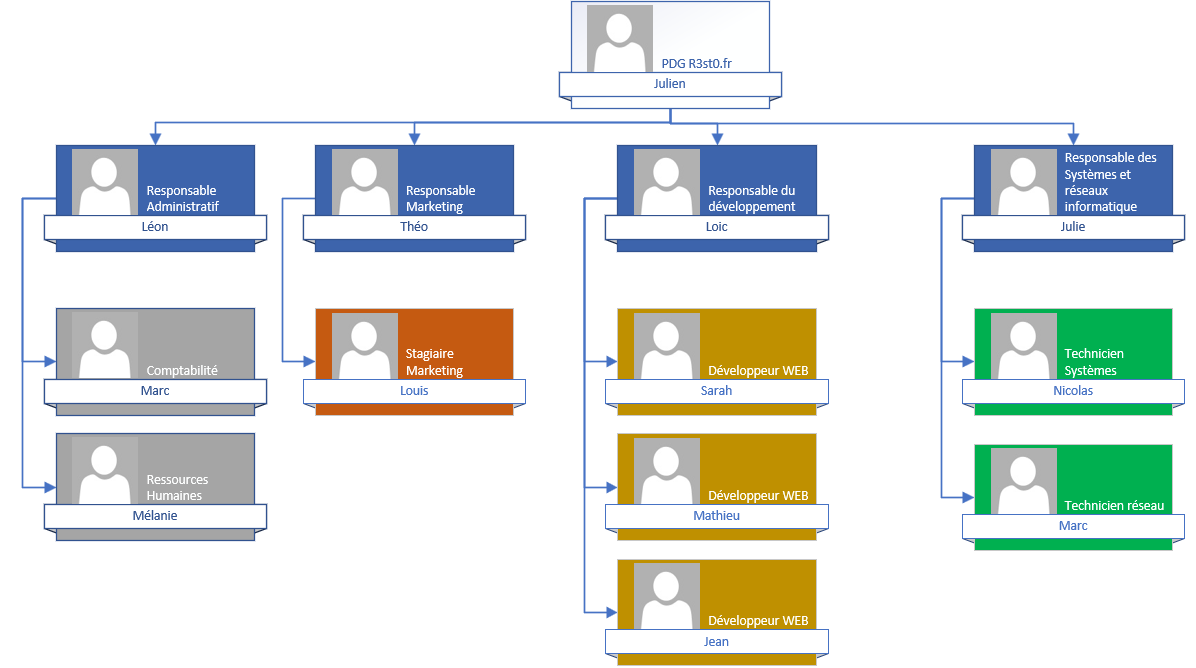 PDG R3st0.fr
Julien
Responsable
Administratif
Léon
Responsable
Marketing
Théo
Responsable du
développement
Loic
Responsable des
Systèmes et
réseaux
informatique
Julie
Comptabilité
Marc
Stagiaire
Marketing
Louis
Développeur WEB
Sarah
Technicien
Systèmes
Nicolas
Ressources
Humaines
Mélanie
Développeur WEB
Mathieu
Technicien réseau
Marc
Développeur WEB
Jean